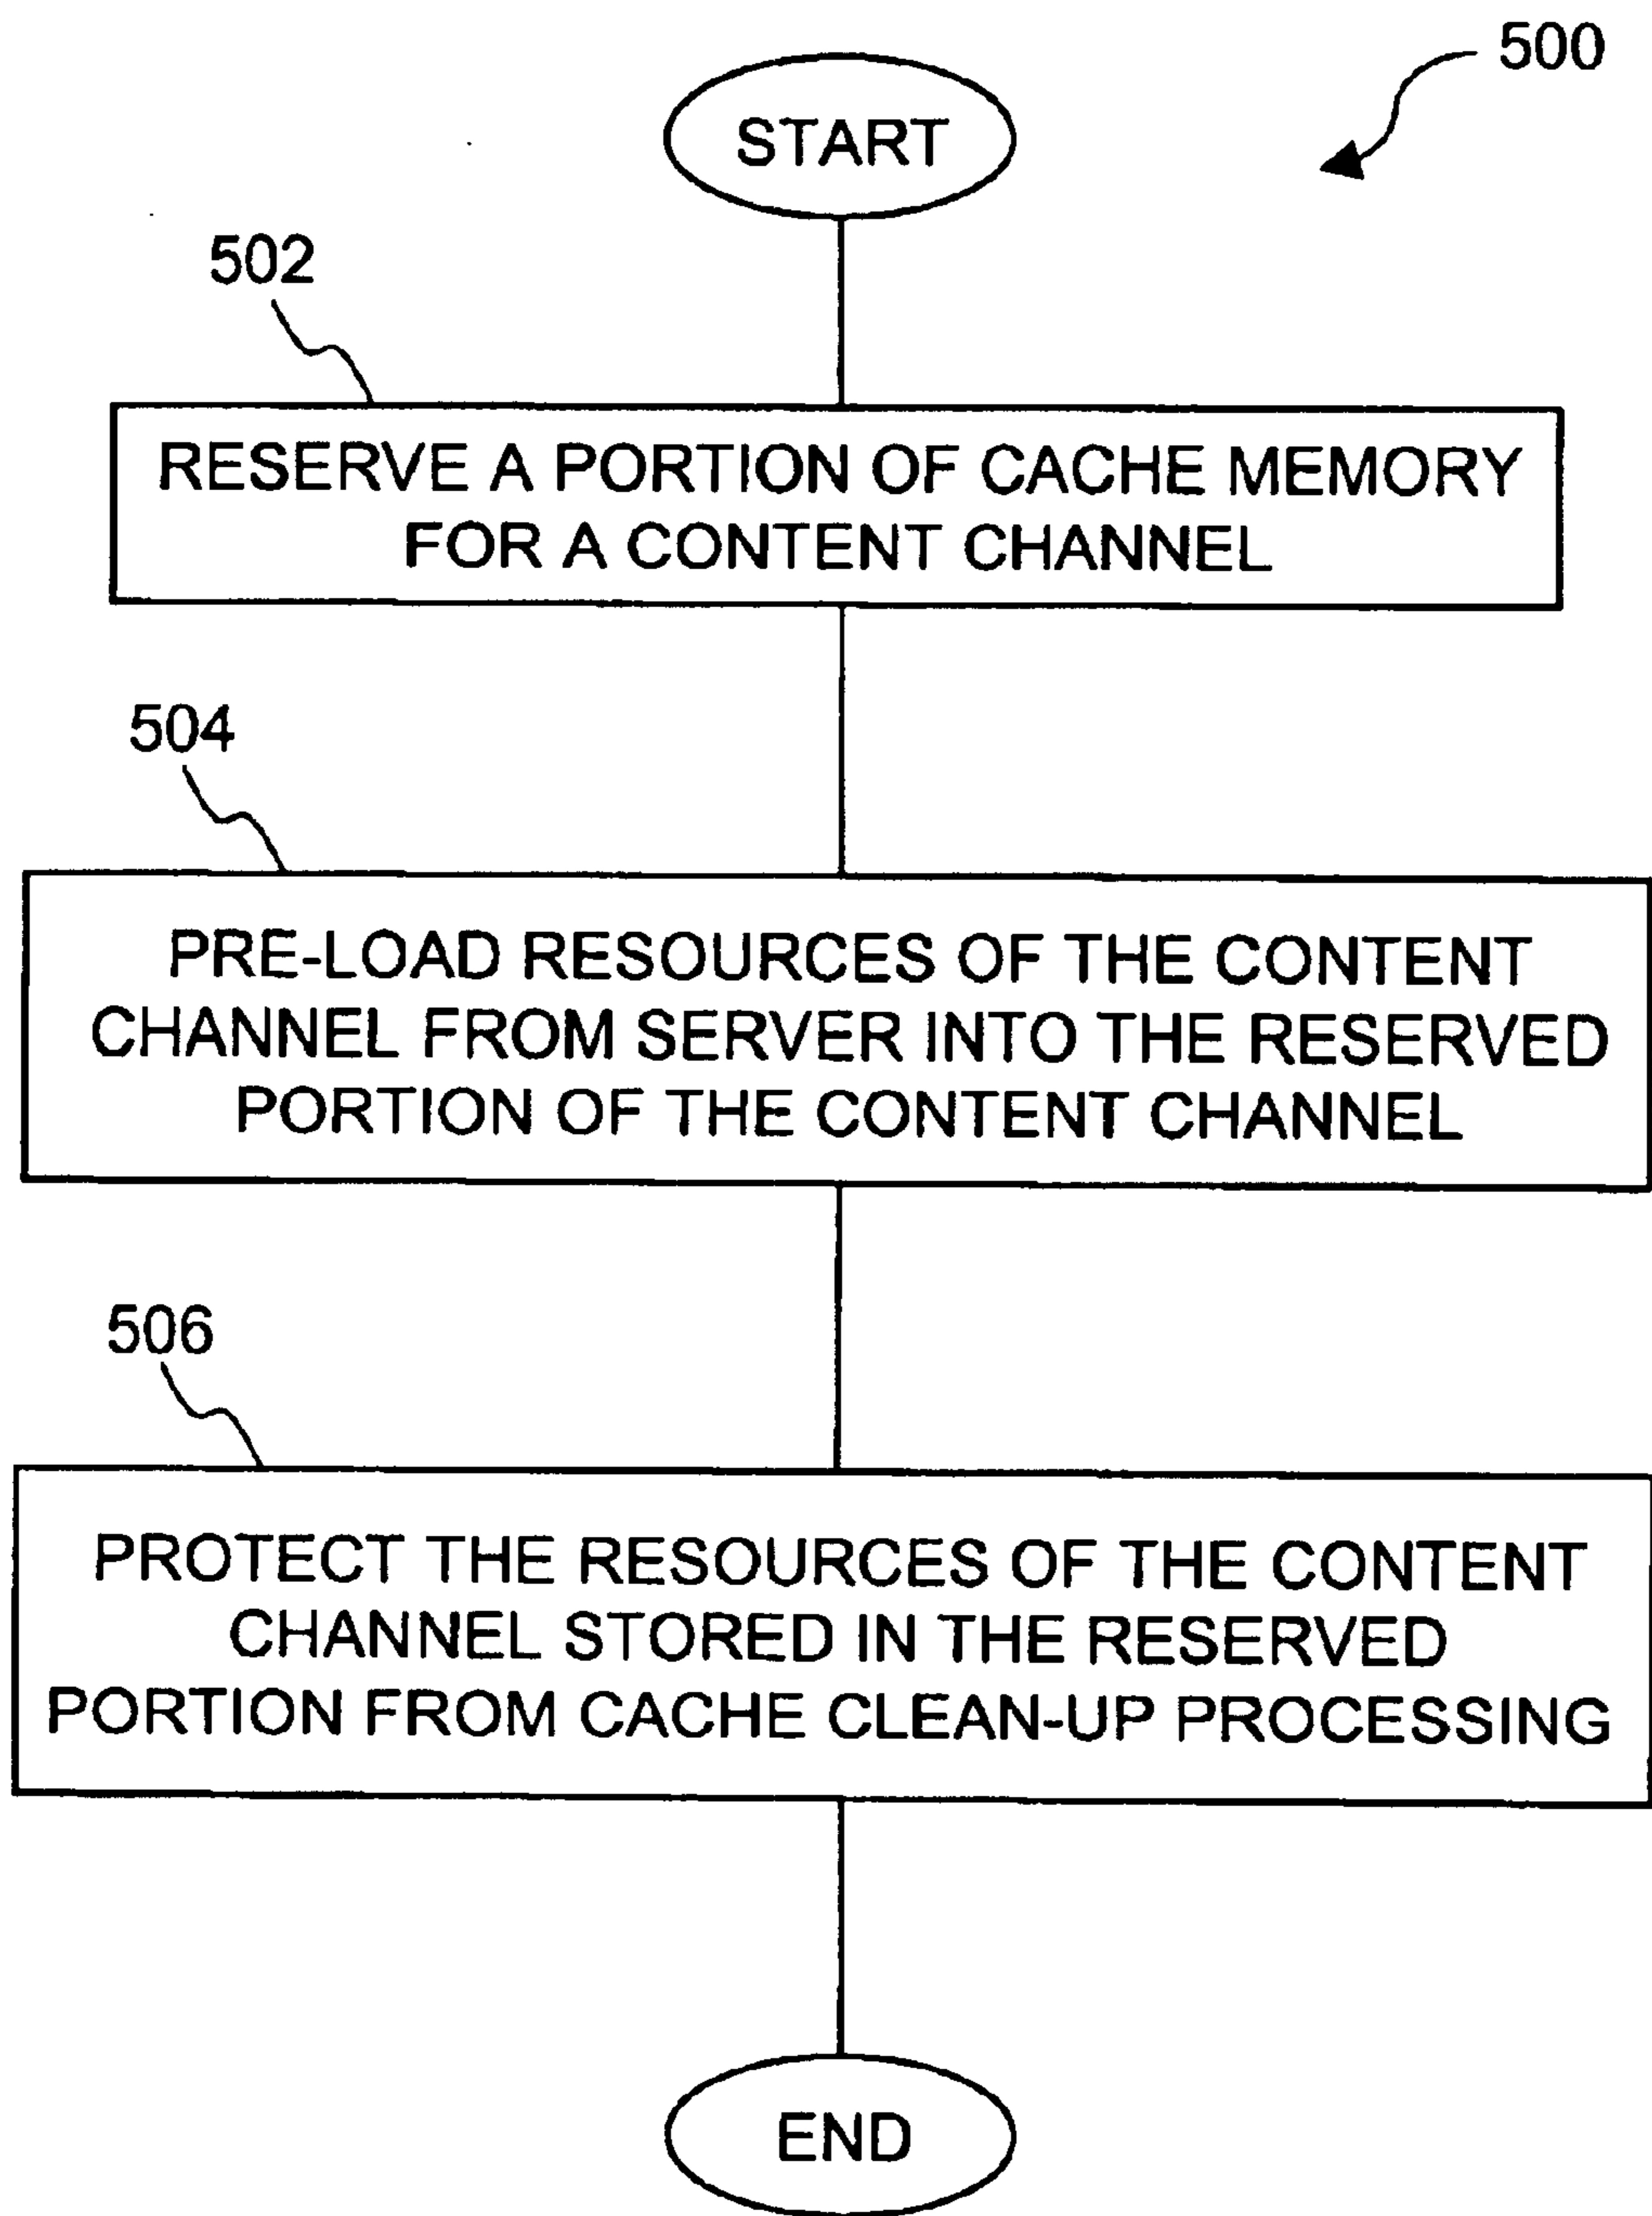 500
START
502
RESERVE A PORTION OF CACHE MEMORY
FOR A CONTENT CHANNEL
504
PRE-LOAD RESOURCES OF THE CONTENT
CHANNEL FROM SERVER INTO THE RESERVED
PORTION OF THE CONTENT CHANNEL
506
PROTECT THE RESOURCES OF THE CONTENT
CHANNEL STORED IN THE RESERVED
PORTION FROM CACHE CLEAN-UP PROCESSING
END